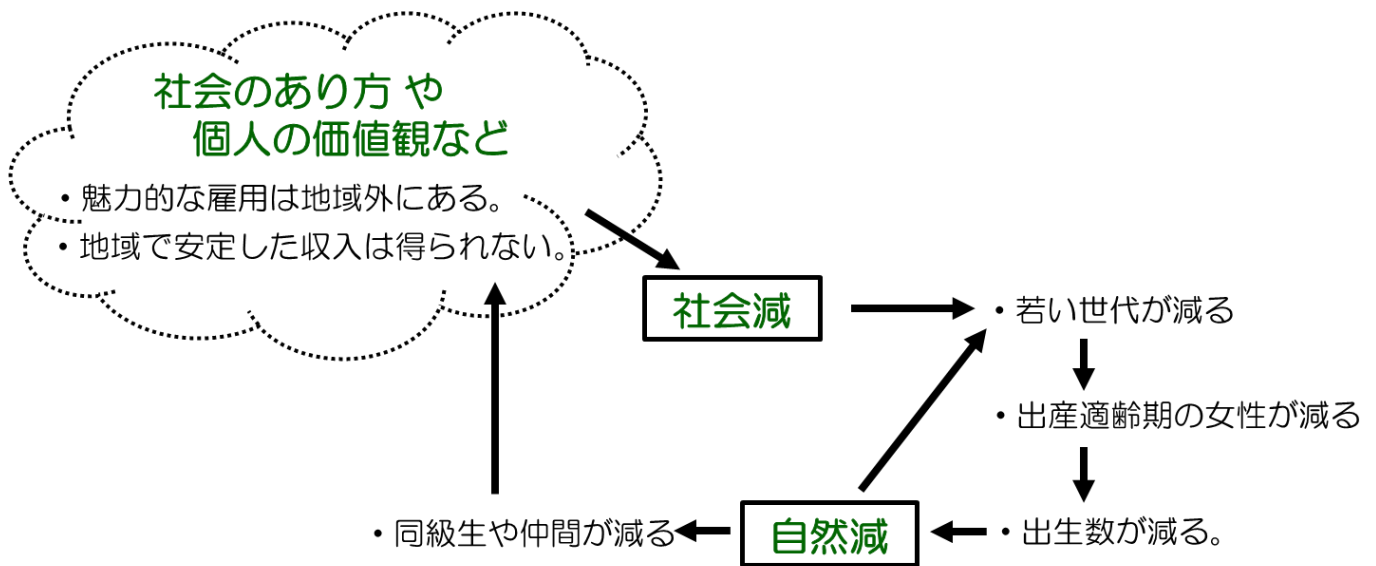 社会のあり方 や
個人の価値観など
・魅力的な雇用は地域外にある。
・地域で安定した収入は得られない。
社会減
・若い世代が減る
・出産適齢期の女性が減る
・出生数が減る。
自然減
・同級生や仲間が減る